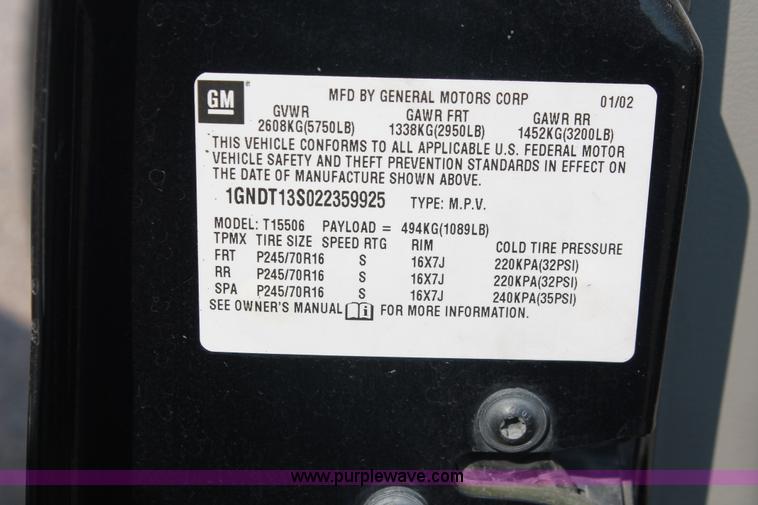 GM
MFD BY GENERAL MOTORS CORP 01/02
GVWR GAWR FRT GAWR RR
2608KG(5750LB) 1338KG(2950LB) 1452KG(3200LB)
THIS VEHICLE CONFORMS TO ALL APPLICABLE U.S. FEDERAL MOTOR
VEHICLE SAFETY AND THEFT PREVENTION STANDARDS IN EFFECT ON
THE DATE OF MANUFACTURE SHOWN ABOVE.
1GNDT13S022359925 TYPE: M.P.V.
MODEL: T15506 PAYLOAD = 494KG(1089LB)
TPMX TIRE SIZE SPEED RTG RIM COLD TIRE PRESSURE
FRT P245/70R16 S 16X7J 220KPA(32PSI)
RR P245/70R16 S 16X7J 220KPA(32PSI)
SPA P245/70R16 S 16X7J 240KPA(35PSI)
SEE OWNER'S MANUAL i FOR MORE INFORMATION.
www.purplewave.com